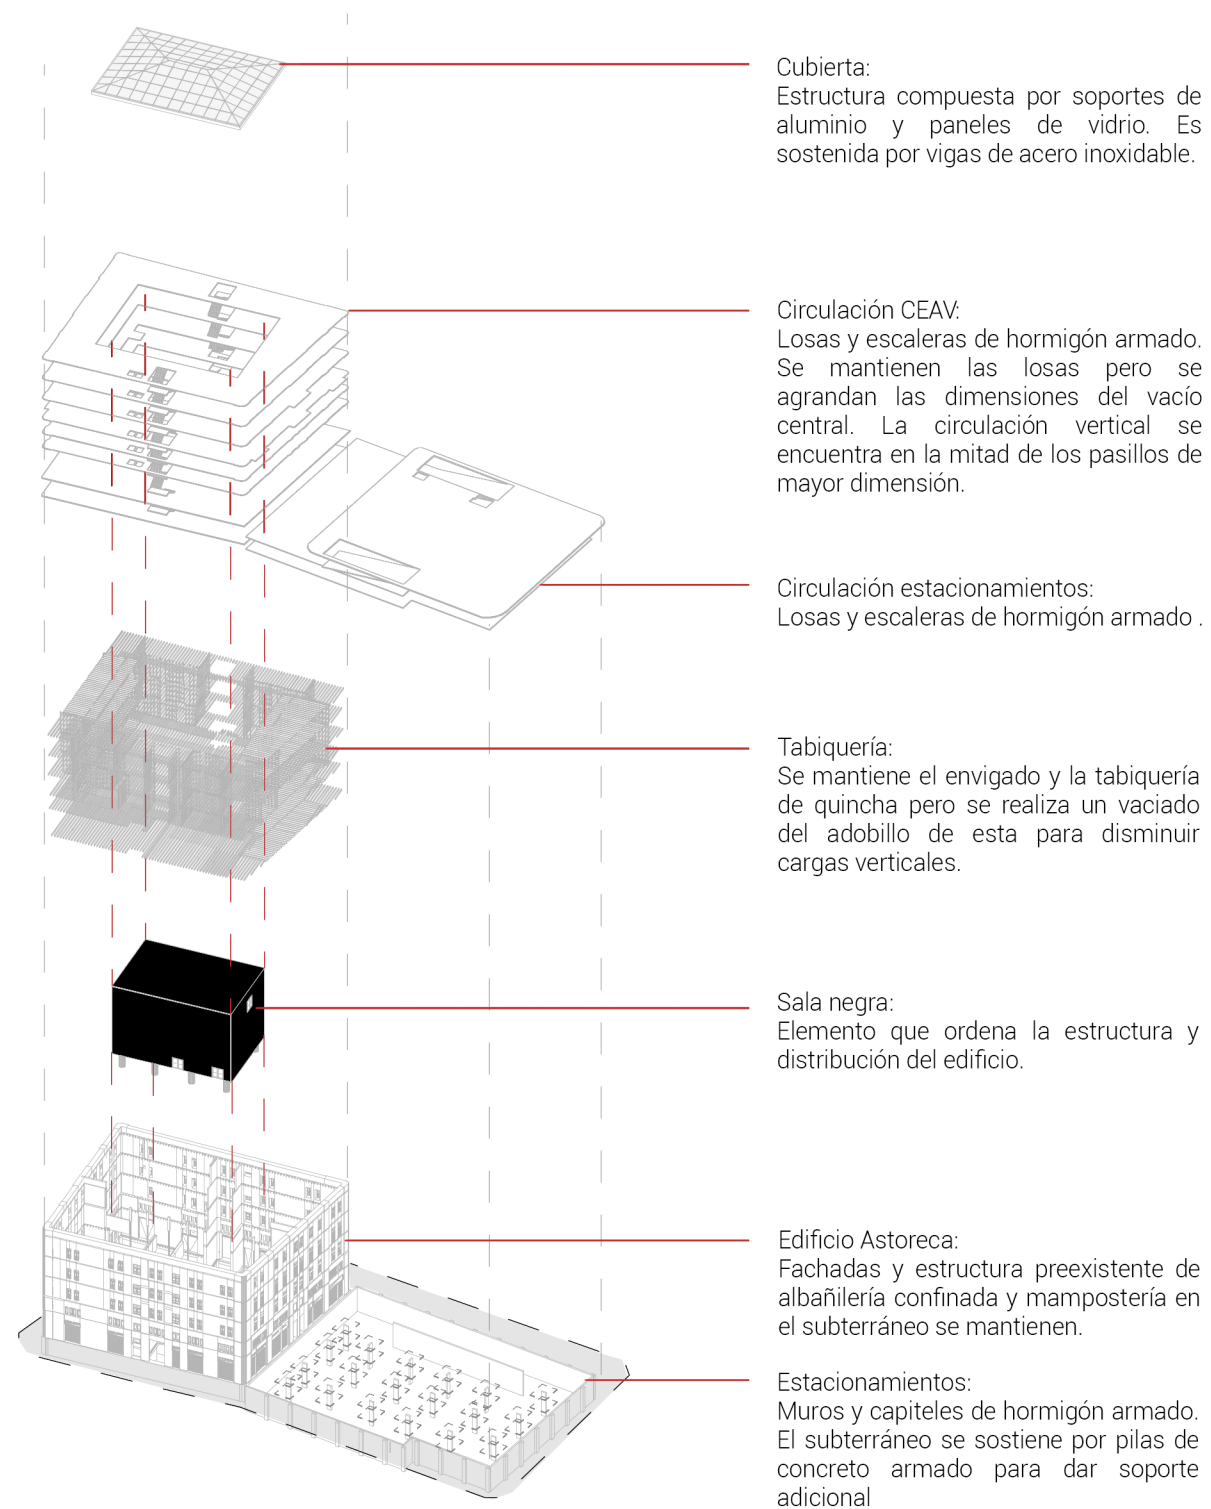 Cubierta:
Estructura compuesta por soportes de
aluminio y paneles de vidrio. Es
sostenida por vigas de acero inoxidable.
Circulación CEAV:
Losas y escaleras de hormigón armado.
Se mantienen las losas pero se
agrandan las dimensiones del vacío
central. La circulación vertical se
encuentra en la mitad de los pasillos de
mayor dimensión.
Circulación estacionamientos:
Losas y escaleras de hormigón armado .
Tabiquería:
Se mantiene el envigado y la tabiquería
de quincha pero se realiza un vaciado
del adobillo de esta para disminuir
cargas verticales.
Sala negra:
Elemento que ordena la estructura y
distribución del edificio.
Edificio Astoreca:
Fachadas y estructura preexistente de
albañilería confinada y mampostería en
el subterráneo se mantienen.
Estacionamientos:
Muros y capiteles de hormigón armado.
El subterráneo se sostiene por pilas de
concreto armado para dar soporte
adicional